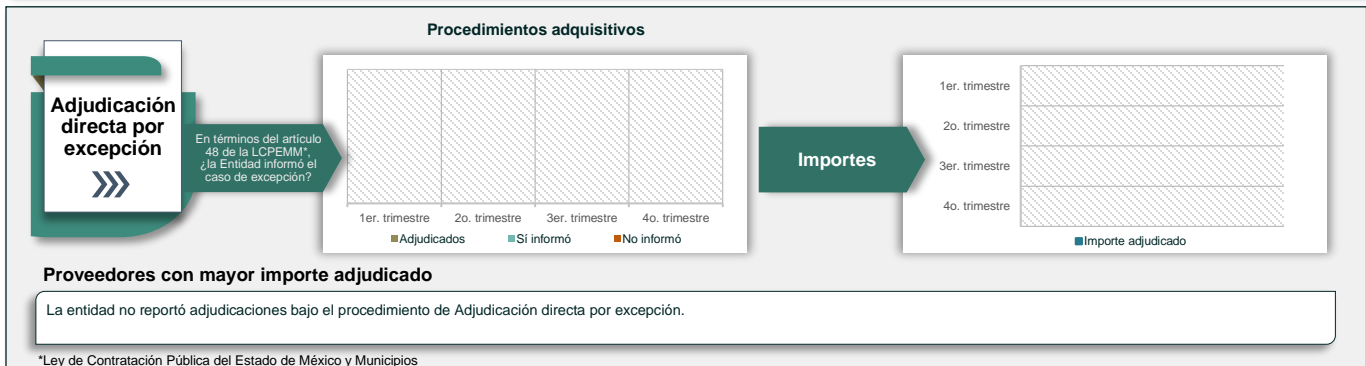 Procedimientos adquisitivos
Adjudicación
directa por
excepción
En términos del artículo
48 de la LCPEMM*,
¿la Entidad informó el
caso de excepción?
1er. trimestre 2o. trimestre 3er. trimestre 4o. trimestre
Adjudicados Sí informó No informó
Importes
1er. trimestre
2o. trimestre
3er. trimestre
4o. trimestre
Importe adjudicado
Proveedores con mayor importe adjudicado
La entidad no reportó adjudicaciones bajo el procedimiento de Adjudicación directa por excepción.
*Ley de Contratación Pública del Estado de México y Municipios